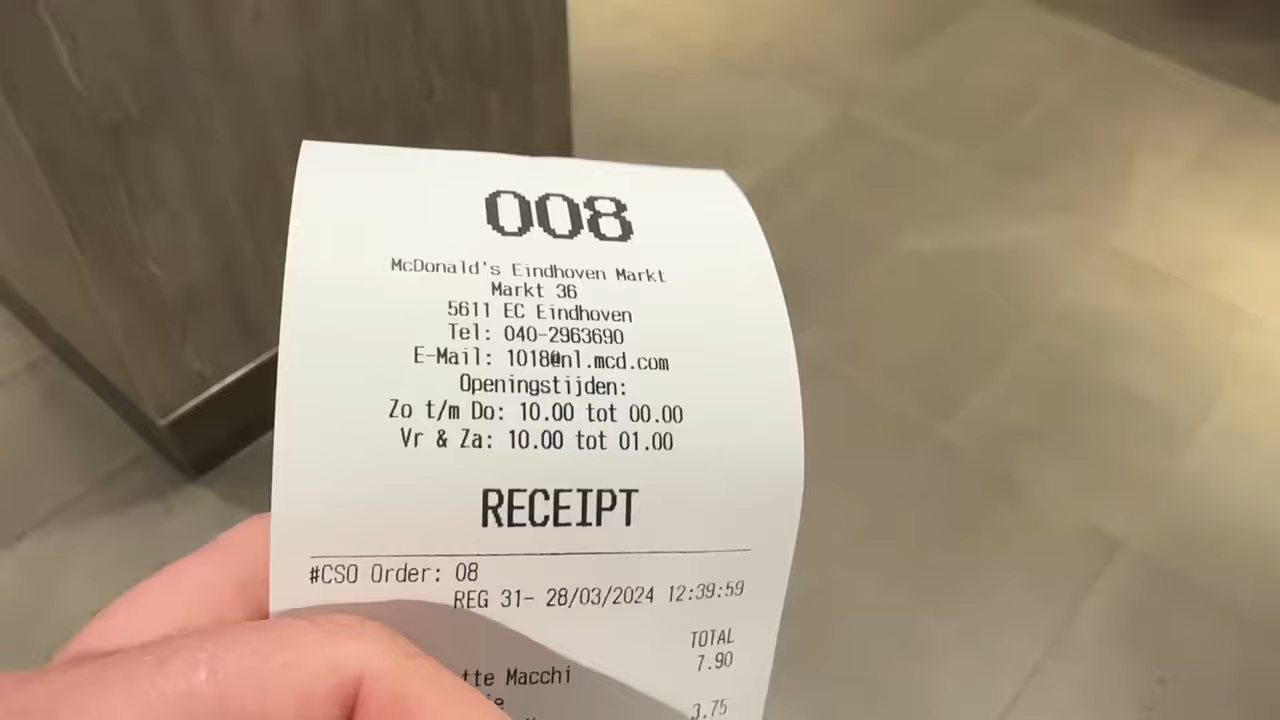 008
McDonald's Eindhoven Markt
Markt 36
5611 EC Eindhoven
Tel: 040-2963690
E-Mail: 1018@nl.mcd.com
Openingstijden:
Zo t/m Do: 10.00 tot 00.00
Vr & Za: 10.00 tot 01.00
RECEIPT
#CSO Order: 08
REG 31- 28/03/2024 12:39:59
TOTAL
7.90
Macchi
3.75